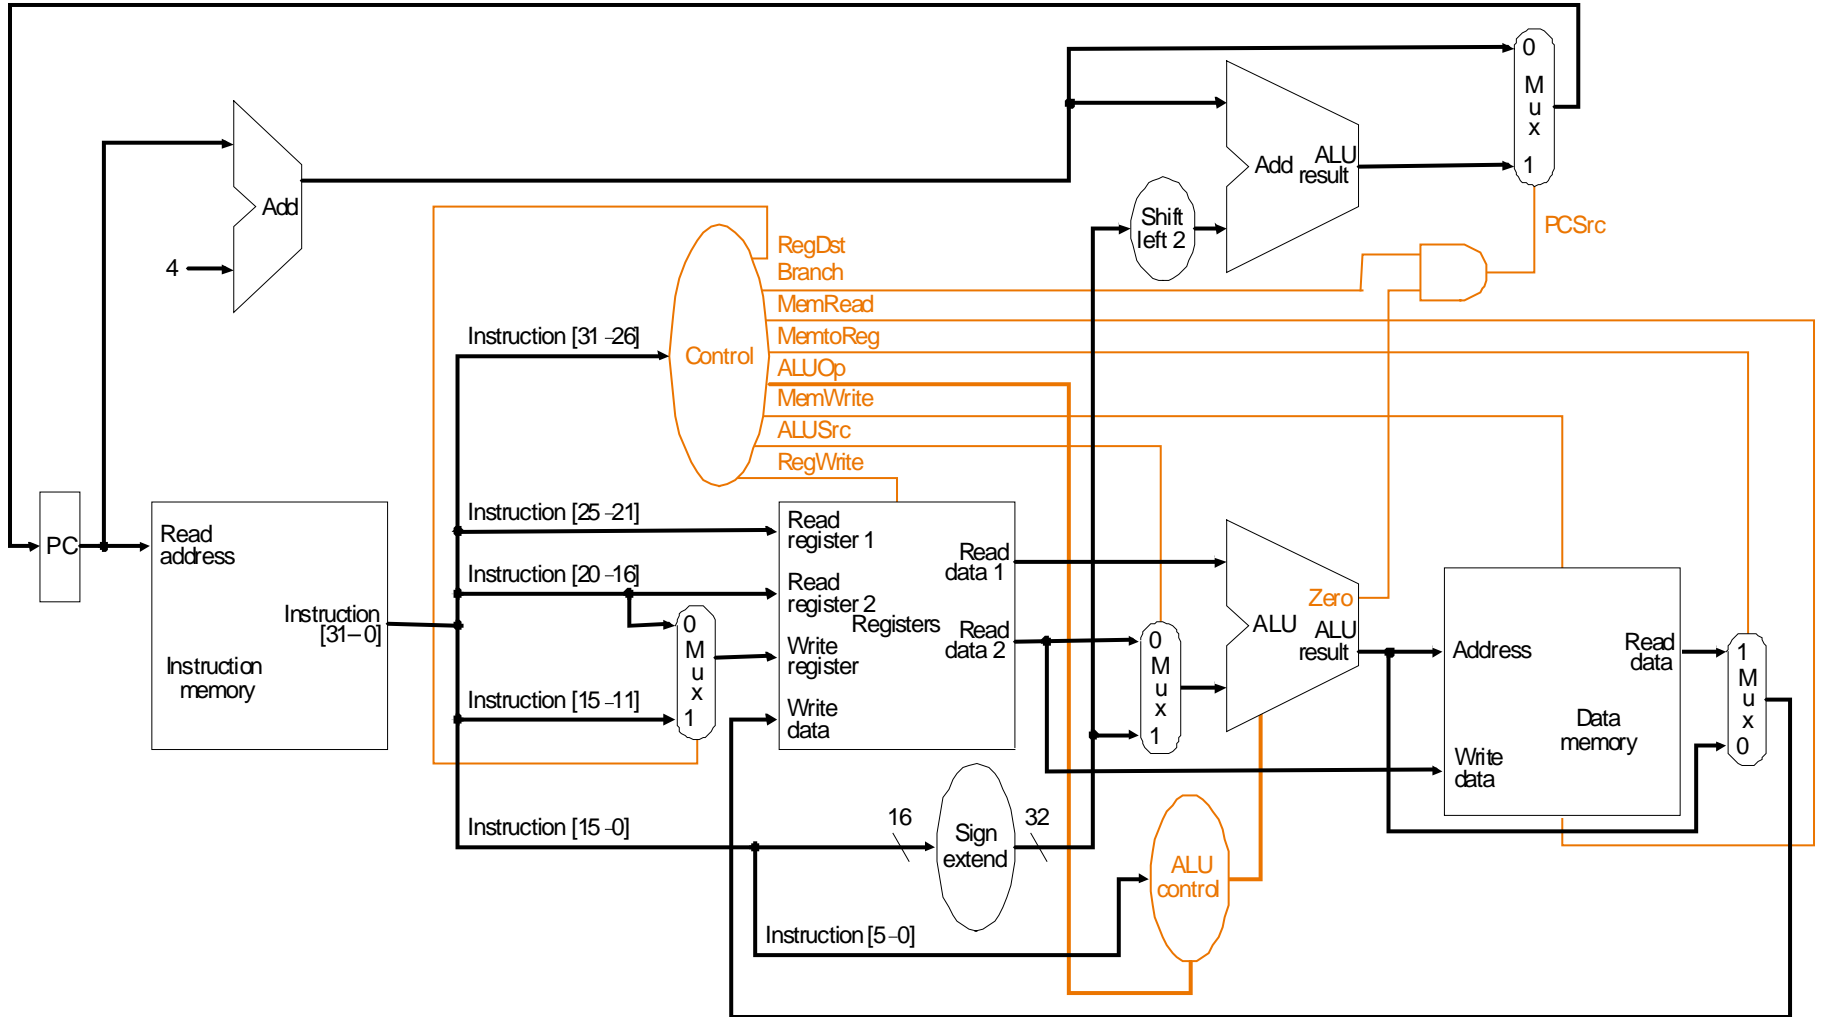 0
M
u
x
1
Add
ALU
result
Shift
left 2
PCSrc
Add
4
RegDst
Branch
MemRead
MemtoReg
ALUOp
MemWrite
ALUSrc
RegWrite
Control
Instruction [31–26]
Instruction [25–21]
Instruction [20–16]
Instruction [15–11]
Instruction [15–0]
Instruction [5–0]
PC
Read
address
Instruction
[31–0]
Instruction
memory
0
M
u
x
1
Read
register 1
Read
register 2
Write
register
Write
data
Registers
Read
data 1
Read
data 2
16
Sign
extend
32
0
M
u
x
1
ALU
control
Zero
ALU
ALU
result
Address
Write
data
Read
data
Data
memory
1
M
u
x
0